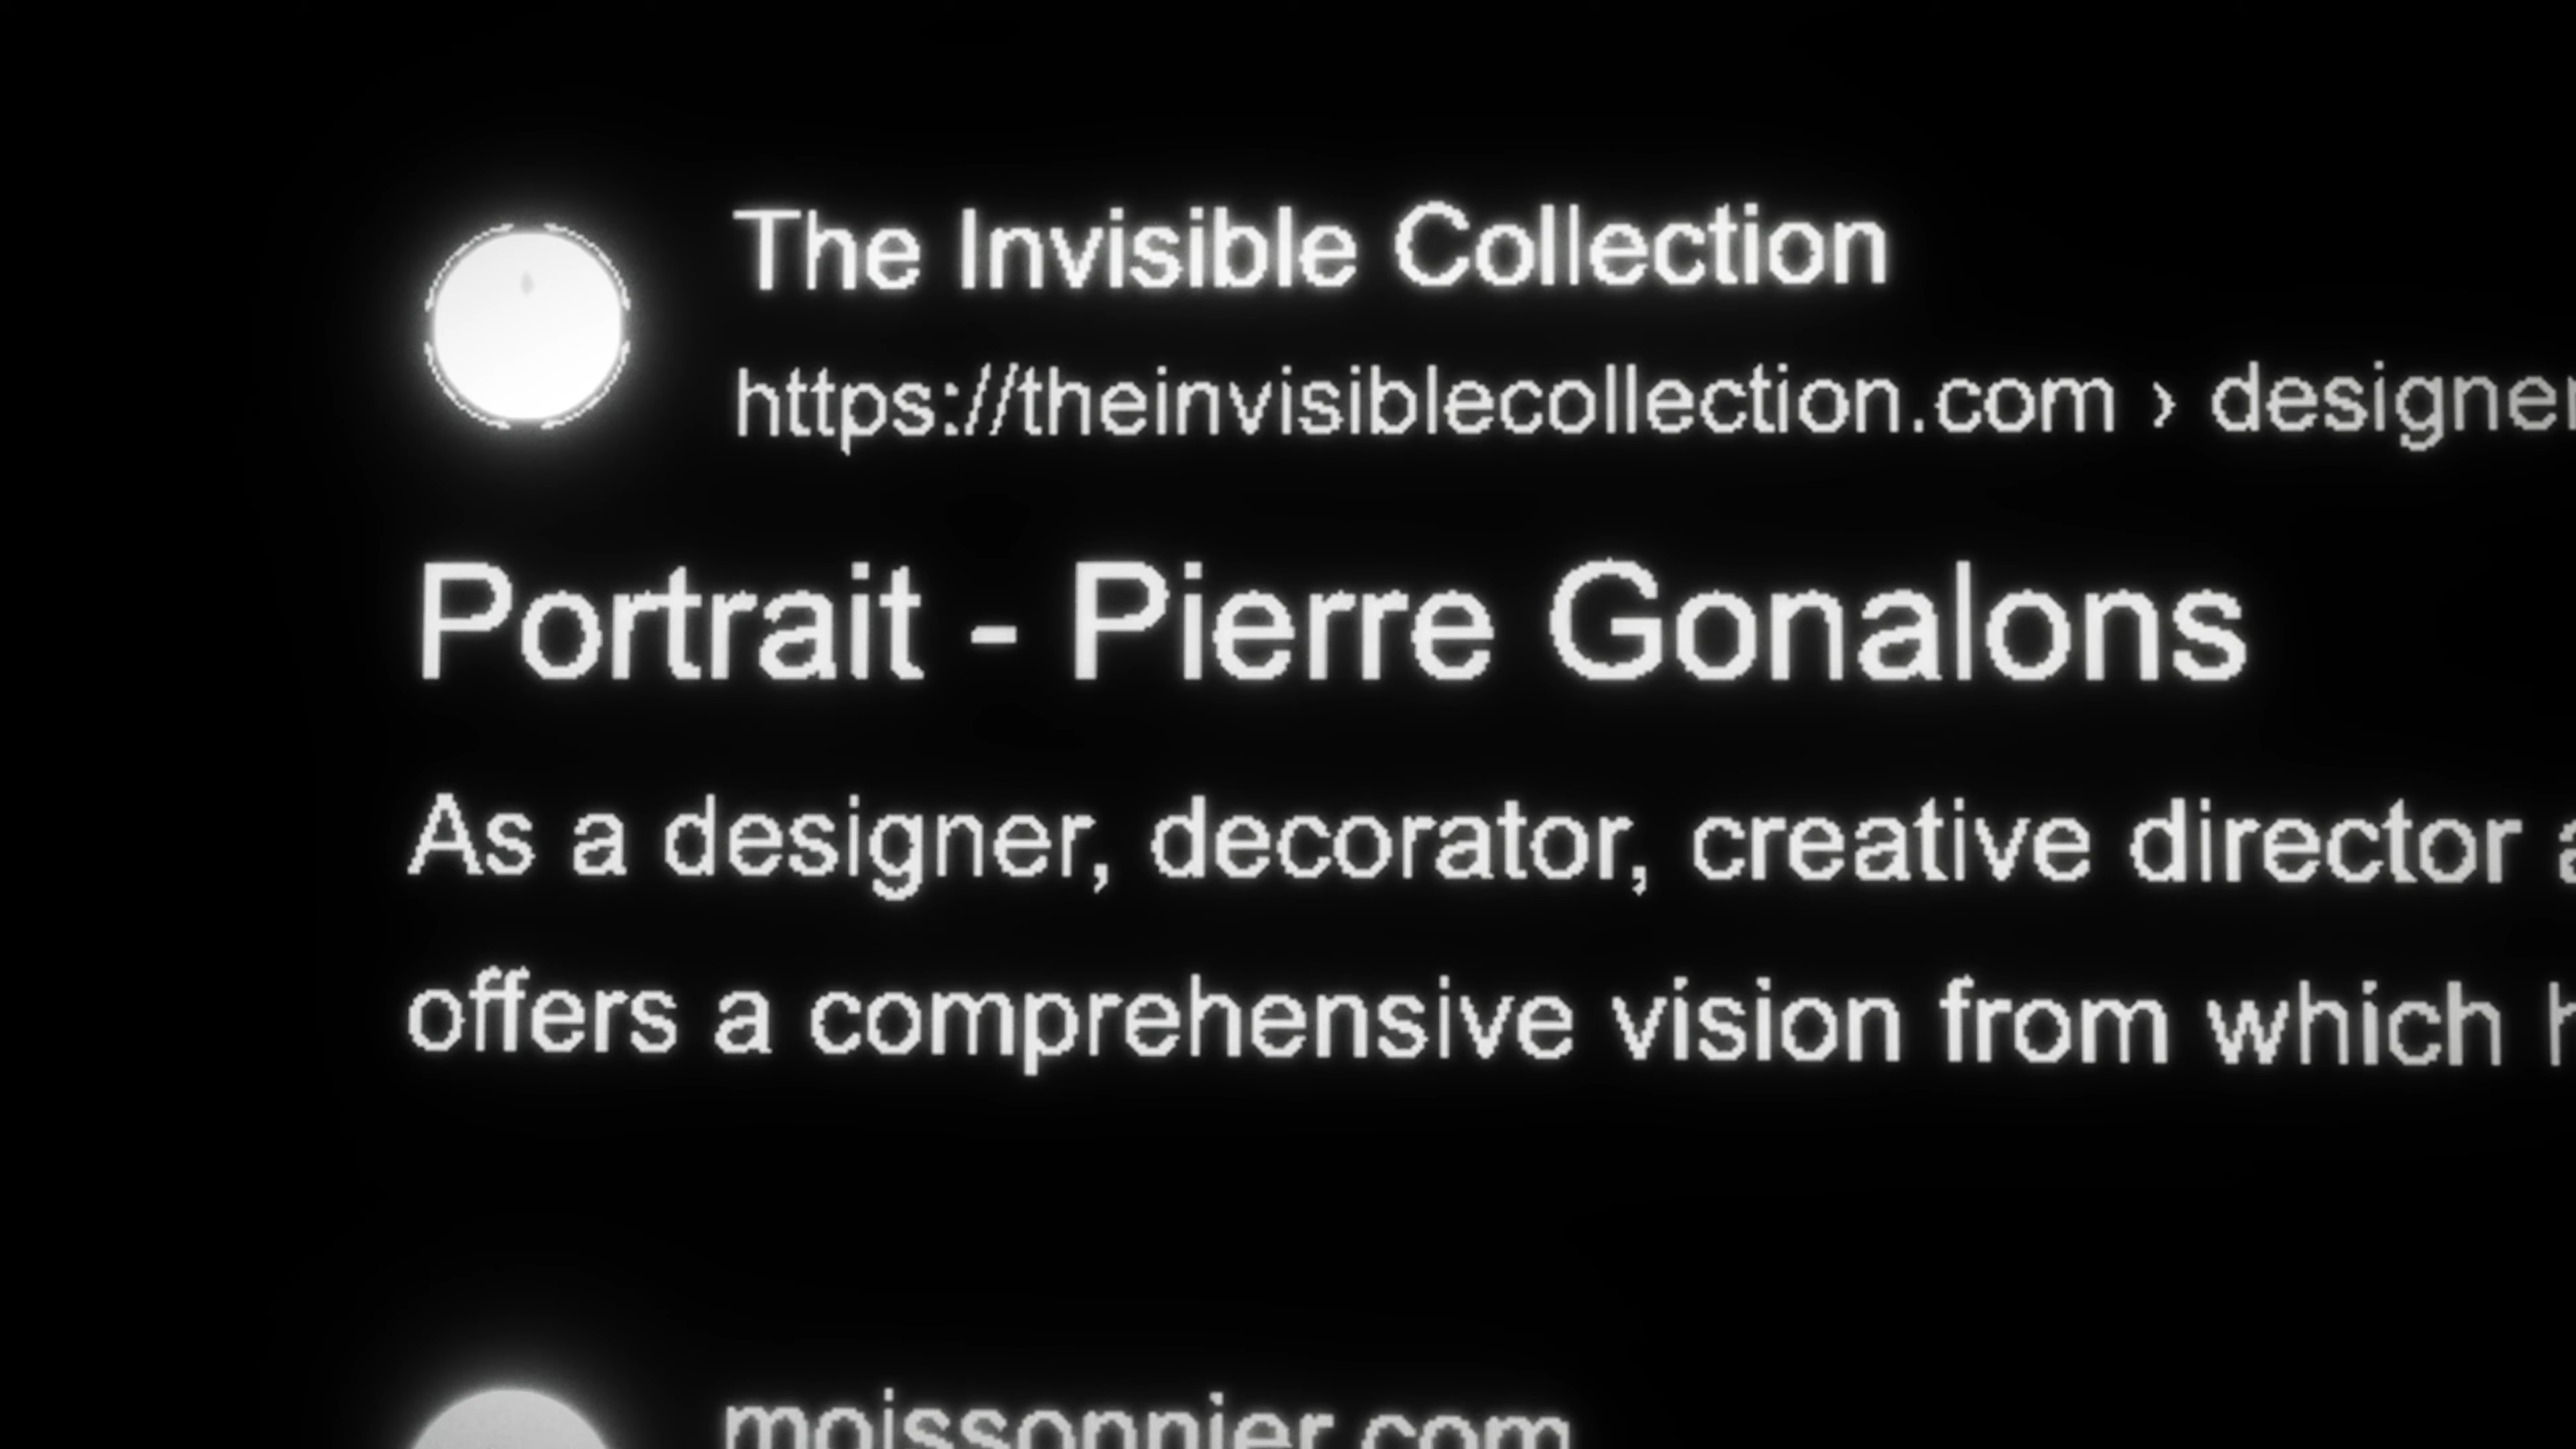 The Invisible Collection
https://theinvisiblecollection.com › designer
Portrait - Pierre Gonalons
As a designer, decorator, creative director
offers a comprehensive vision from which
moissonnier.com